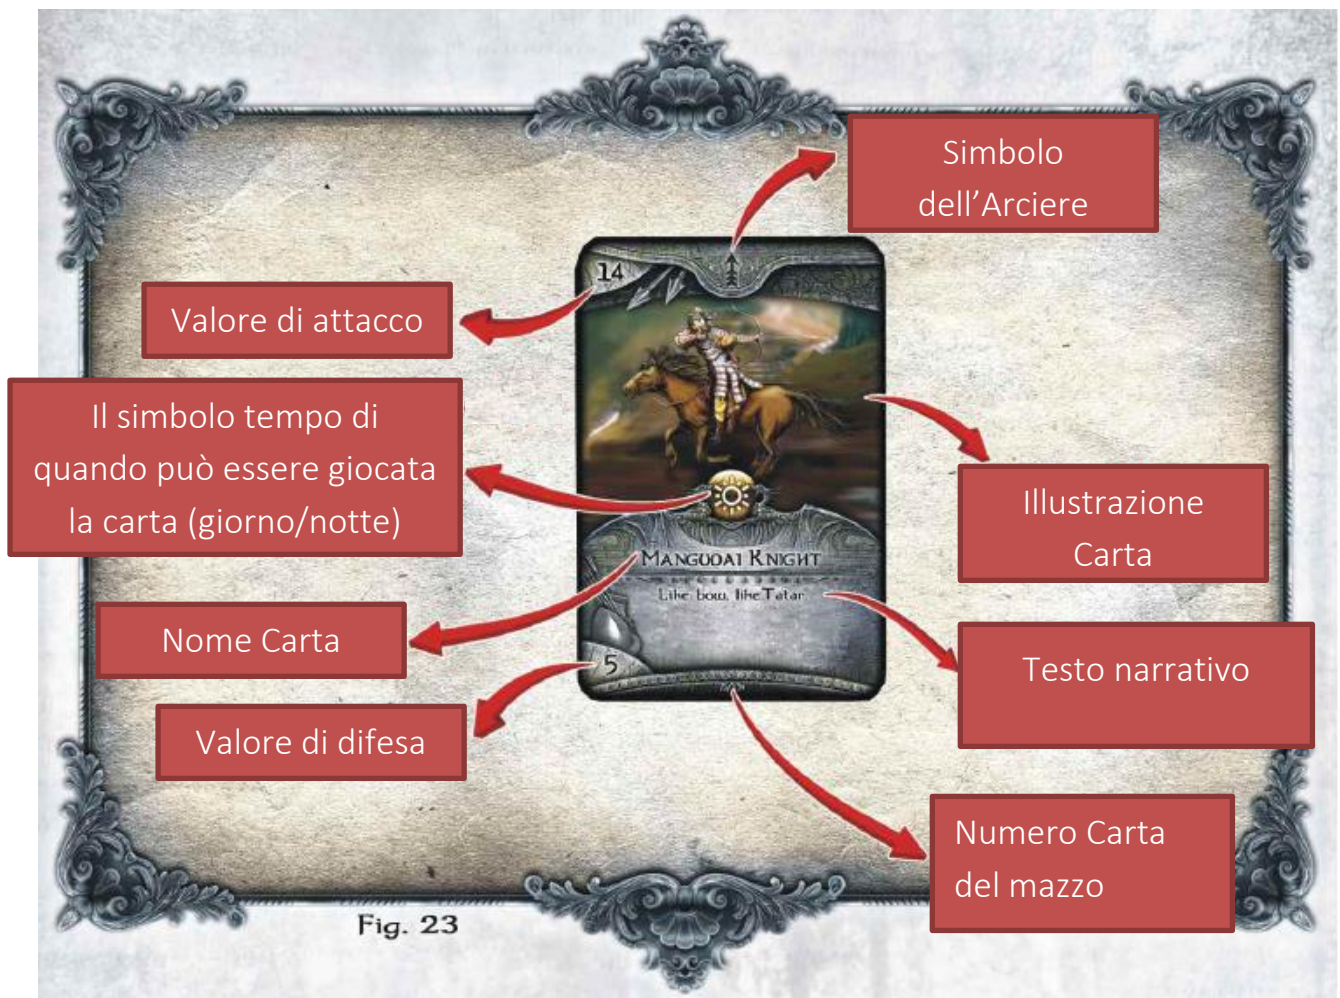 Simbolo
dell'Arciere
14
Valore di attacco
Il simbolo tempo di
quando può essere giocata
la carta (giorno/notte)
Illustrazione
Carta
MANGUDAI KNIGHT
Like bow, like Tatar
Nome Carta
Testo narrativo
5
Valore di difesa
Numero Carta
del mazzo
Fig. 23